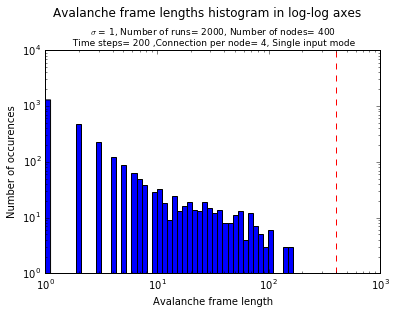 Avalanche frame lengths histogram in log-log axes
σ = 1, Number of runs= 2000, Number of nodes= 400
Time steps= 200 ,Connection per node= 4, Single input mode
10^4
10^3
10^2
10^1
10^0
Number of occurences
10^0 10^1 10^2 10^3
Avalanche frame length